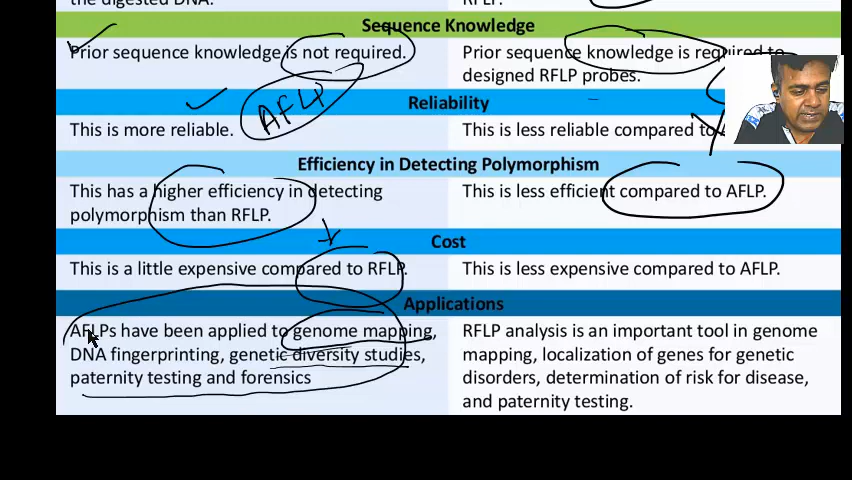 the digested DNA.
RFLP.
Sequence Knowledge
Prior sequence knowledge is not required.
Prior sequence knowledge is required to
designed RFLP probes.
AFLP
Reliability
This is more reliable.
This is less reliable compared to
Efficiency in Detecting Polymorphism
This has a higher efficiency in detecting
polymorphism than RFLP.
This is less efficient compared to AFLP.
Cost
This is a little expensive compared to RFLP.
This is less expensive compared to AFLP.
Applications
AFLPs have been applied to genome mapping,
DNA fingerprinting, genetic diversity studies,
paternity testing and forensics
RFLP analysis is an important tool in genome
mapping, localization of genes for genetic
disorders, determination of risk for disease,
and paternity testing.